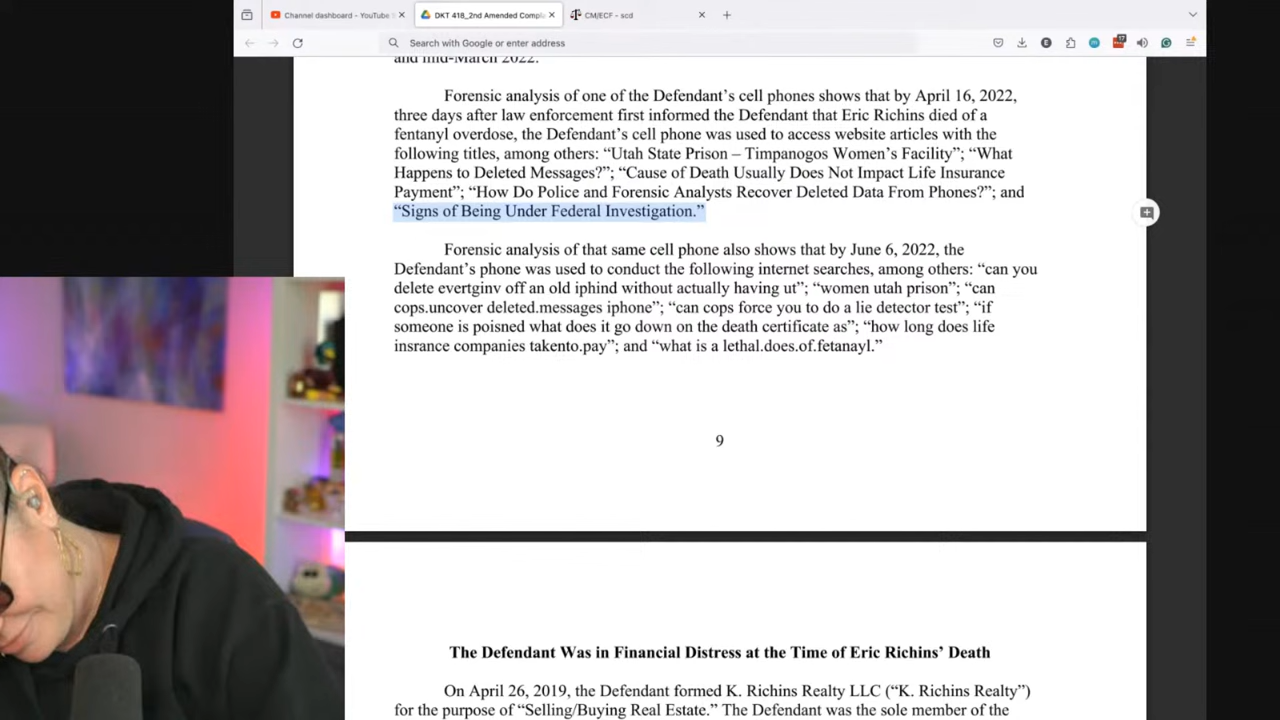 Channel dashboard - YouTube S
DKT 418_2nd Amended Compla
CM/ECF - scd
Search with Google or enter address
17
and mid-March 2022.
Forensic analysis of one of the Defendant’s cell phones shows that by April 16, 2022,
three days after law enforcement first informed the Defendant that Eric Richins died of a
fentanyl overdose, the Defendant’s cell phone was used to access website articles with the
following titles, among others: “Utah State Prison – Timpanogos Women’s Facility”; “What
Happens to Deleted Messages?”; “Cause of Death Usually Does Not Impact Life Insurance
Payment”; “How Do Police and Forensic Analysts Recover Deleted Data From Phones?”; and
“Signs of Being Under Federal Investigation.”
Forensic analysis of that same cell phone also shows that by June 6, 2022, the
Defendant’s phone was used to conduct the following internet searches, among others: “can you
delete evertginv off an old iphind without actually having ut”; “women utah prison”; “can
cops.uncover deleted.messages iphone”; “can cops force you to do a lie detector test”; “if
someone is poisned what does it go down on the death certificate as”; “how long does life
insrance companies takento.pay”; and “what is a lethal.does.of.fetanayl.”
9
The Defendant Was in Financial Distress at the Time of Eric Richins’ Death
On April 26, 2019, the Defendant formed K. Richins Realty LLC (“K. Richins Realty”)
for the purpose of “Selling/Buying Real Estate.” The Defendant was the sole member of the